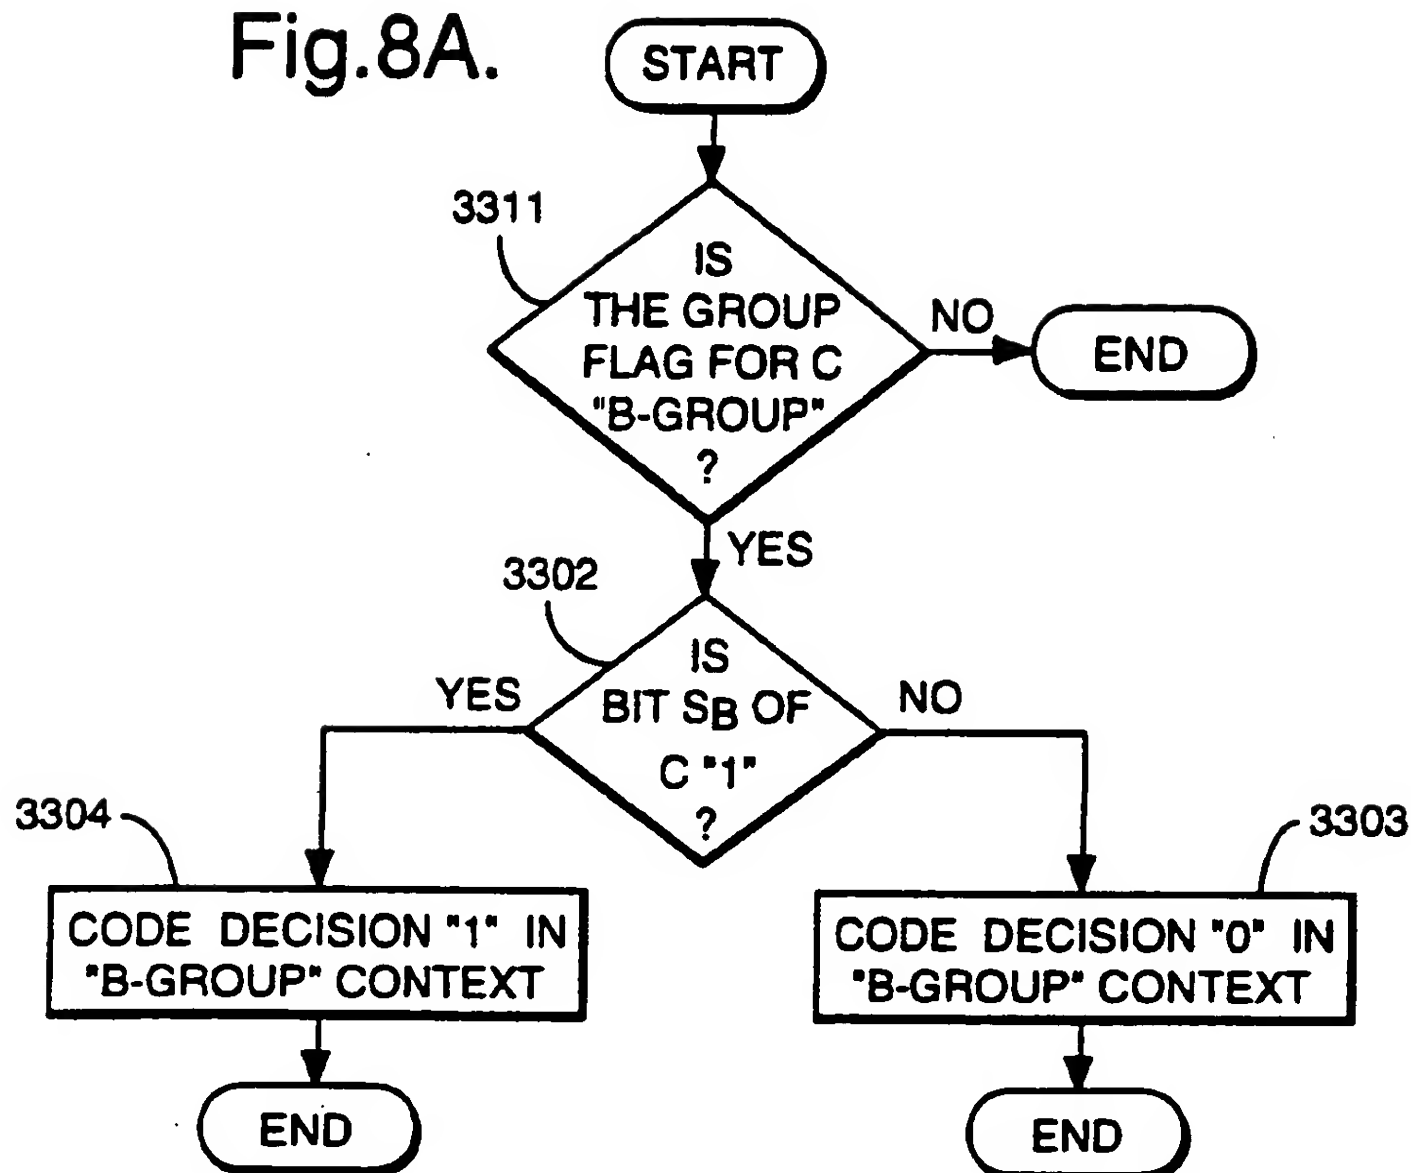 Fig.8A.
START
3311
IS
THE GROUP
FLAG FOR C
"B-GROUP"
?
NO
END
YES
3302
IS
BIT SB OF
C "1"
?
YES
NO
3304
3303
CODE DECISION "1" IN
"B-GROUP" CONTEXT
CODE DECISION "0" IN
"B-GROUP" CONTEXT
END
END